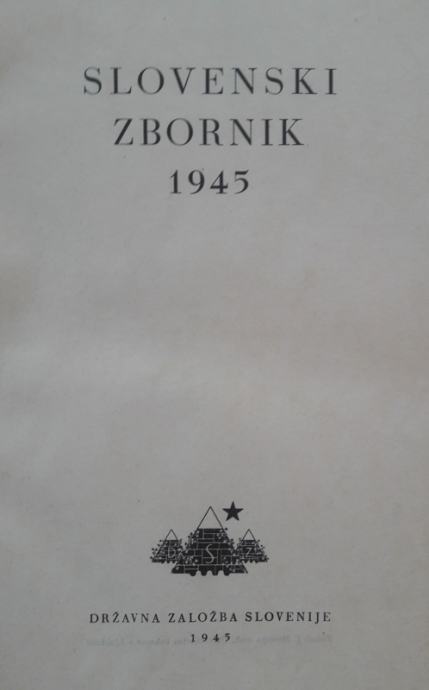 SLOVENSKI
ZBORNIK
1945
DRŽAVNA ZALOŽBA SLOVENIJE
1945